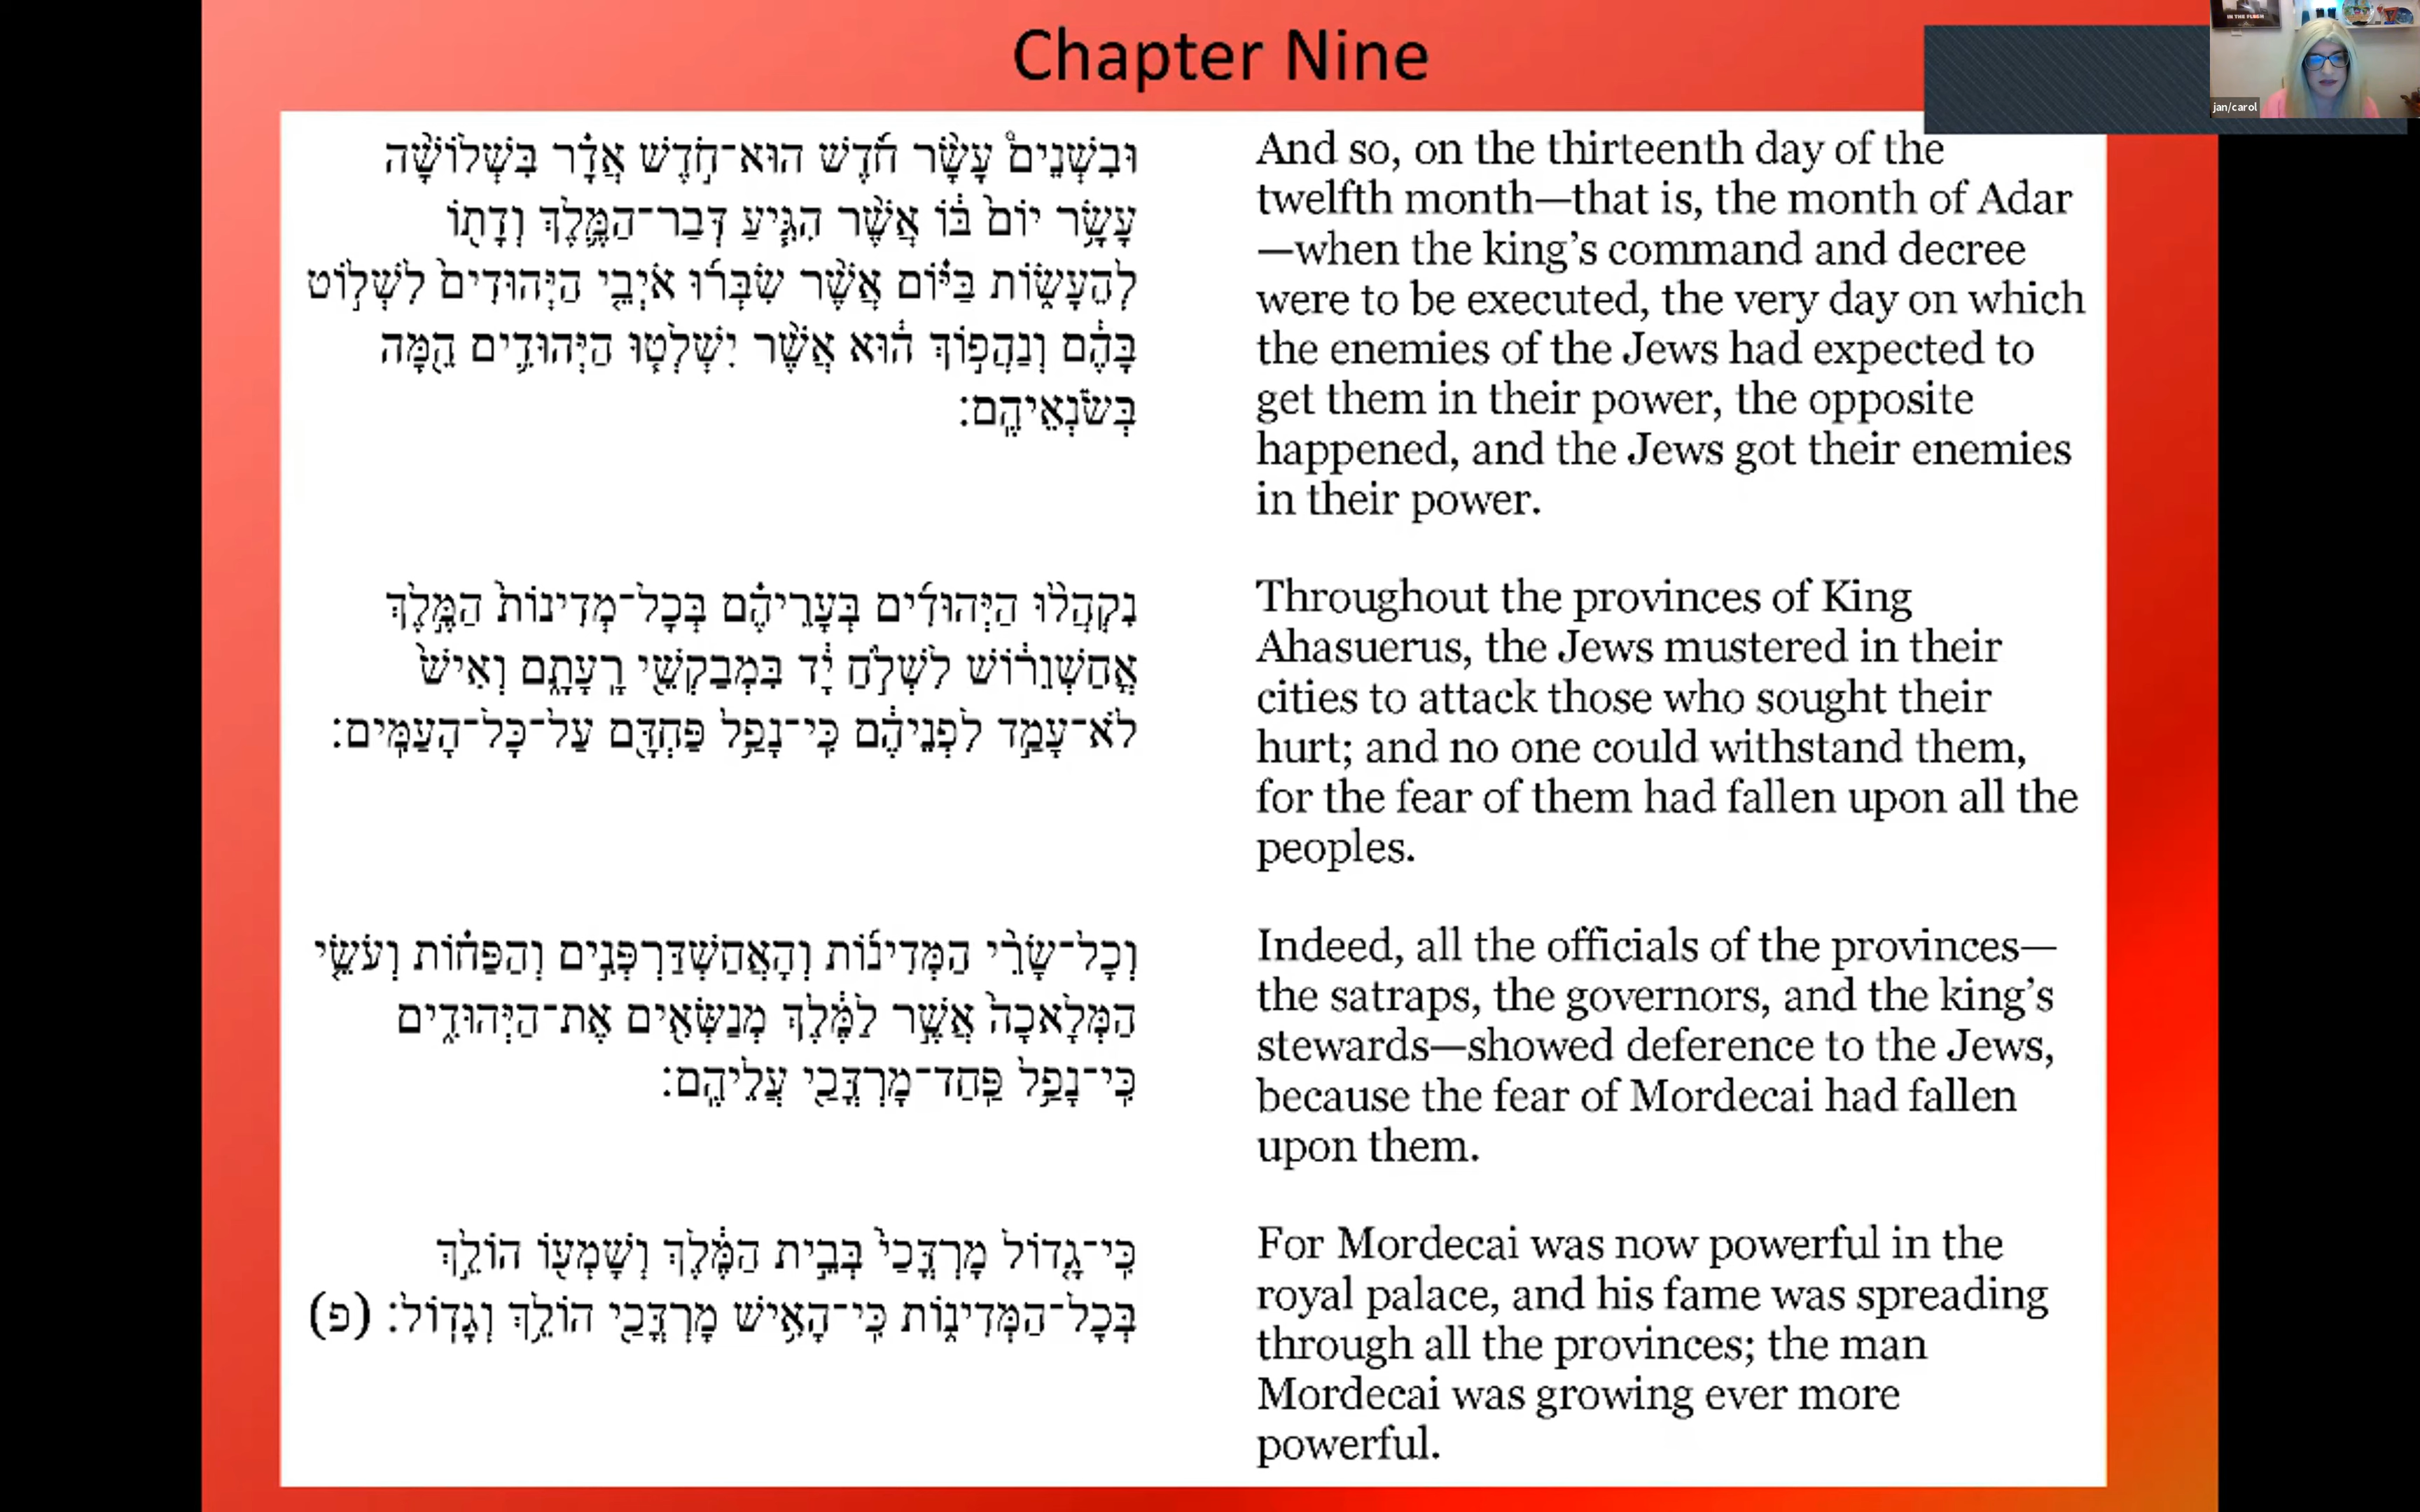 Chapter Nine
IN THE FLESH
jan/carol
וּבִשְׁנֵים֩ עָשָׂ֨ר חֹ֜דֶשׁ הוּא־חֹ֣דֶשׁ אֲדָ֗ר בִּשְׁלוֹשָׁ֨ה
עָשָׂ֥ר יוֹם֙ בּ֔וֹ אֲשֶׁ֨ר הִגִּ֧יעַ דְּבַר־הַמֶּ֛לֶךְ וְדָת֖וֹ
לְהֵעָשׂ֑וֹת בַּיּ֗וֹם אֲשֶׁ֨ר שִׂבְּר֜וּ אֹיְבֵ֤י הַיְּהוּדִים֙ לִשְׁל֣וֹט
בָּהֶ֔ם וְנַהֲפ֣וֹךְ ה֔וּא אֲשֶׁ֨ר יִשְׁלְט֧וּ הַיְּהוּדִ֛ים הֵ֖מָּה
בְּשֹׂנְאֵיהֶֽם׃
נִקְהֲל֨וּ הַיְּהוּדִ֜ים בְּעָרֵיהֶ֗ם בְּכָל־מְדִינוֹת֙ הַמֶּ֣לֶךְ
אֳחַשְׁוֵר֔וֹשׁ לִשְׁלֹ֣חַ יָ֔ד בִּמְבַקְשֵׁ֖י רָֽעָתָ֑ם וְאִישׁ֙
לֹא־עָמַ֣ד לִפְנֵיהֶ֔ם כִּֽי־נָפַ֥ל פַּחְדָּ֖ם עַל־כָּל־הָעַמִּֽים׃
וְכָל־שָׂרֵ֨י הַמְּדִינ֜וֹת וְהָאֲחַשְׁדַּרְפְּנִ֣ים וְהַפַּח֗וֹת וְעֹשֵׂ֤י
הַמְּלָאכָה֙ אֲשֶׁ֣ר לַמֶּ֔לֶךְ מְנַשְּׂאִ֖ים אֶת־הַיְּהוּדִ֑ים
כִּֽי־נָפַ֥ל פַּֽחַד־מָרְדֳּכַ֖י עֲלֵיהֶֽם׃
כִּֽי־גָ֤דוֹל מָרְדֳּכַי֙ בְּבֵ֣ית הַמֶּ֔לֶךְ וְשָׁמְע֖וֹ הוֹלֵ֣ךְ
בְּכָל־הַמְּדִינ֑וֹת כִּֽי־הָאִ֥ישׁ מָרְדֳּכַ֖י הוֹלֵ֥ךְ וְגָדֽוֹל׃ (פ)
And so, on the thirteenth day of the
twelfth month—that is, the month of Adar
—when the king’s command and decree
were to be executed, the very day on which
the enemies of the Jews had expected to
get them in their power, the opposite
happened, and the Jews got their enemies
in their power.
Throughout the provinces of King
Ahasuerus, the Jews mustered in their
cities to attack those who sought their
hurt; and no one could withstand them,
for the fear of them had fallen upon all the
peoples.
Indeed, all the officials of the provinces—
the satraps, the governors, and the king’s
stewards—showed deference to the Jews,
because the fear of Mordecai had fallen
upon them.
For Mordecai was now powerful in the
royal palace, and his fame was spreading
through all the provinces; the man
Mordecai was growing ever more
powerful.